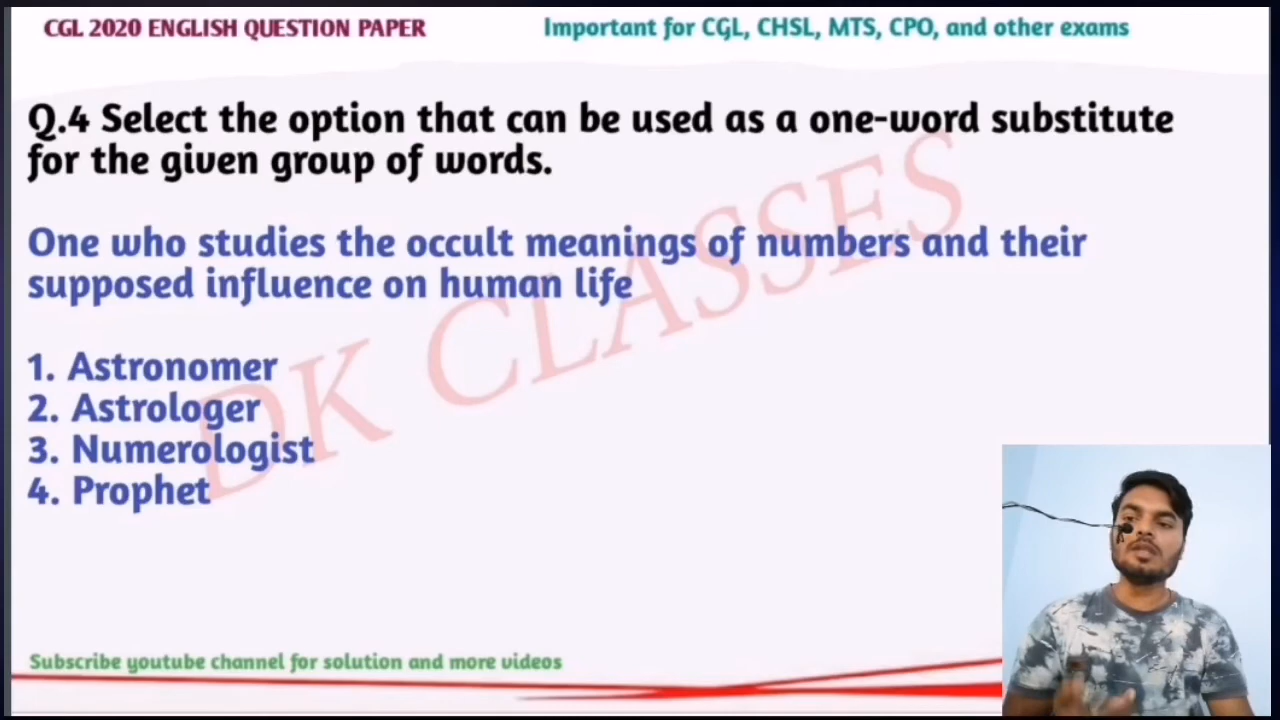 CGL 2020 ENGLISH QUESTION PAPER
Important for CGL, CHSL, MTS, CPO, and other exams
Q.4 Select the option that can be used as a one-word substitute
for the given group of words.
One who studies the occult meanings of numbers and their
supposed influence on human life
1. Astronomer
2. Astrologer
3. Numerologist
4. Prophet
DK CLASSES
Subscribe youtube channel for solution and more videos